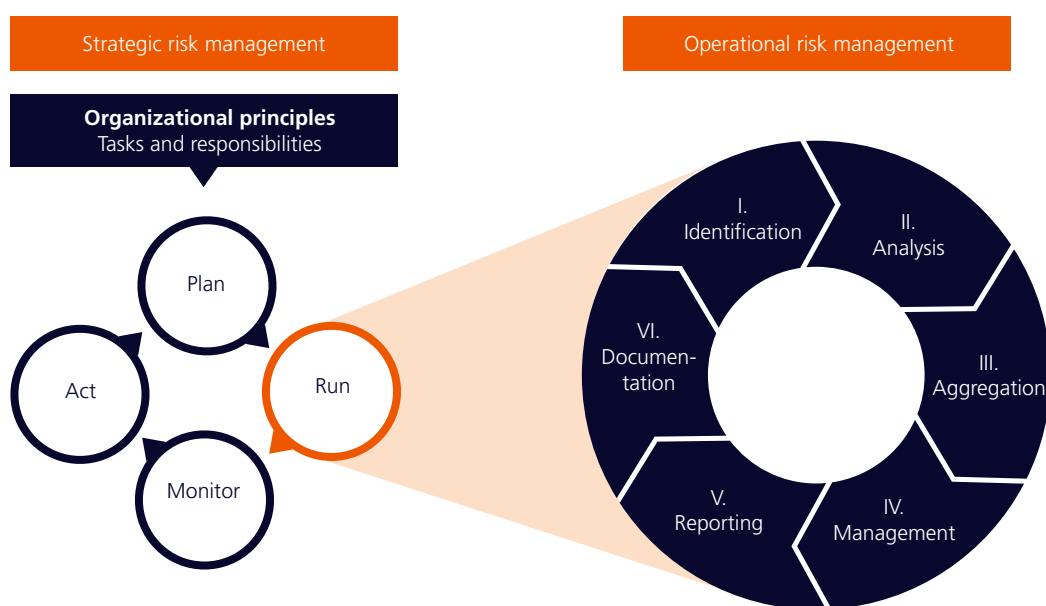 Strategic risk management
Operational risk management
Organizational principles
Tasks and responsibilities
Plan
Run
Monitor
Act
I.
Identification
II.
Analysis
III.
Aggregation
IV.
Management
V.
Reporting
VI.
Documen-
tation